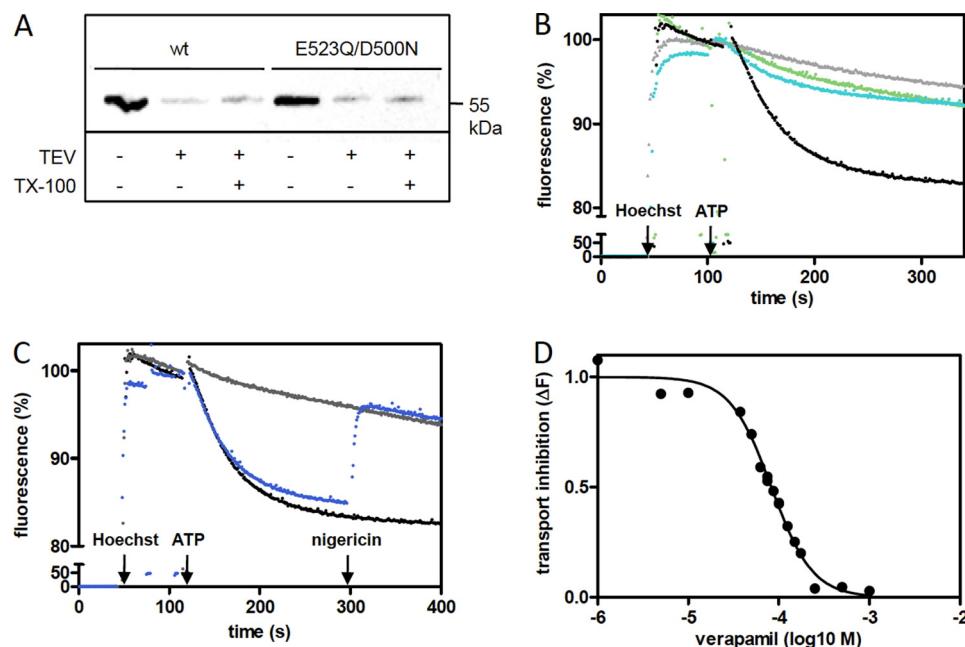 A
wt E523Q/D500N
55
kDa
TEV - + + - + +
TX-100 - - + - - +
B
fluorescence (%)
100
90
80
50
0
Hoechst ATP
0 100 200 300
time (s)
C
fluorescence (%)
100
90
80
50
0
Hoechst ATP nigericin
0 100 200 300 400
time (s)
D
transport inhibition (ΔF)
1.0
0.5
0.0
-6 -5 -4 -3 -2
verapamil (log10 M)